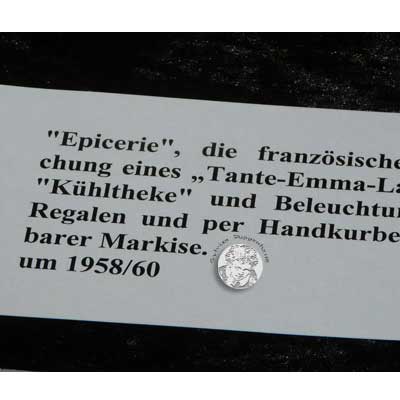 "Epicerie", die französische
chung eines „Tante-Emma-La
"Kühltheke" und Beleuchtu
Regalen und per Handkurbe
barer Markise.
um 1958/60